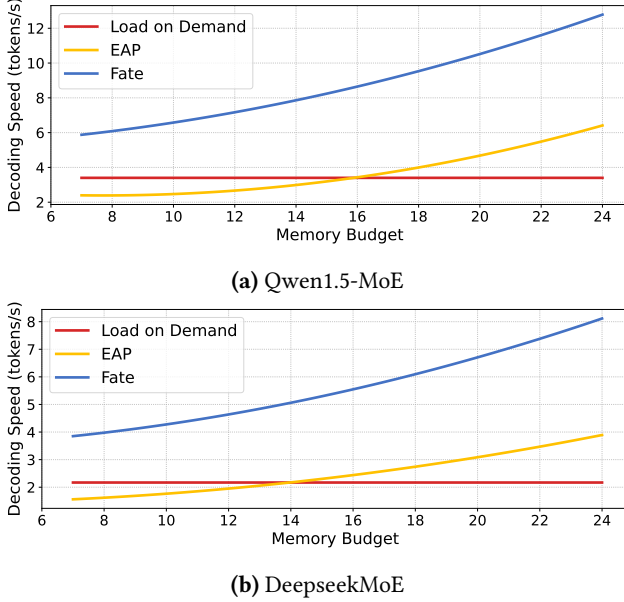 12
10
8
6
4
2
Decoding Speed (tokens/s)
Load on Demand
EAP
Fate
6 8 10 12 14 16 18 20 22 24
Memory Budget
(a) Qwen1.5-MoE
8
7
6
5
4
3
2
Decoding Speed (tokens/s)
Load on Demand
EAP
Fate
6 8 10 12 14 16 18 20 22 24
Memory Budget
(b) DeepseekMoE